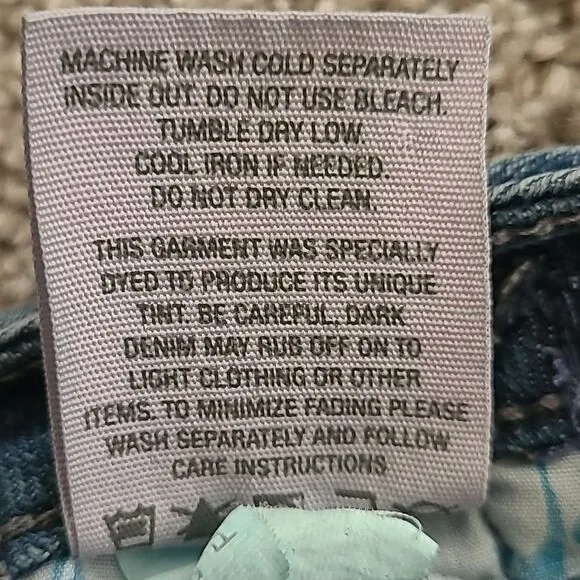 MACHINE WASH COLD SEPARATELY
INSIDE OUT. DO NOT USE BLEACH.
TUMBLE DRY LOW.
COOL IRON IF NEEDED.
DO NOT DRY CLEAN.
THIS GARMENT WAS SPECIALLY
DYED TO PRODUCE ITS UNIQUE
TINT. BE CAREFUL, DARK
DENIM MAY RUB OFF ON TO
LIGHT CLOTHING OR OTHER
ITEMS. TO MINIMIZE FADING PLEASE
WASH SEPARATELY AND FOLLOW
CARE INSTRUCTIONS